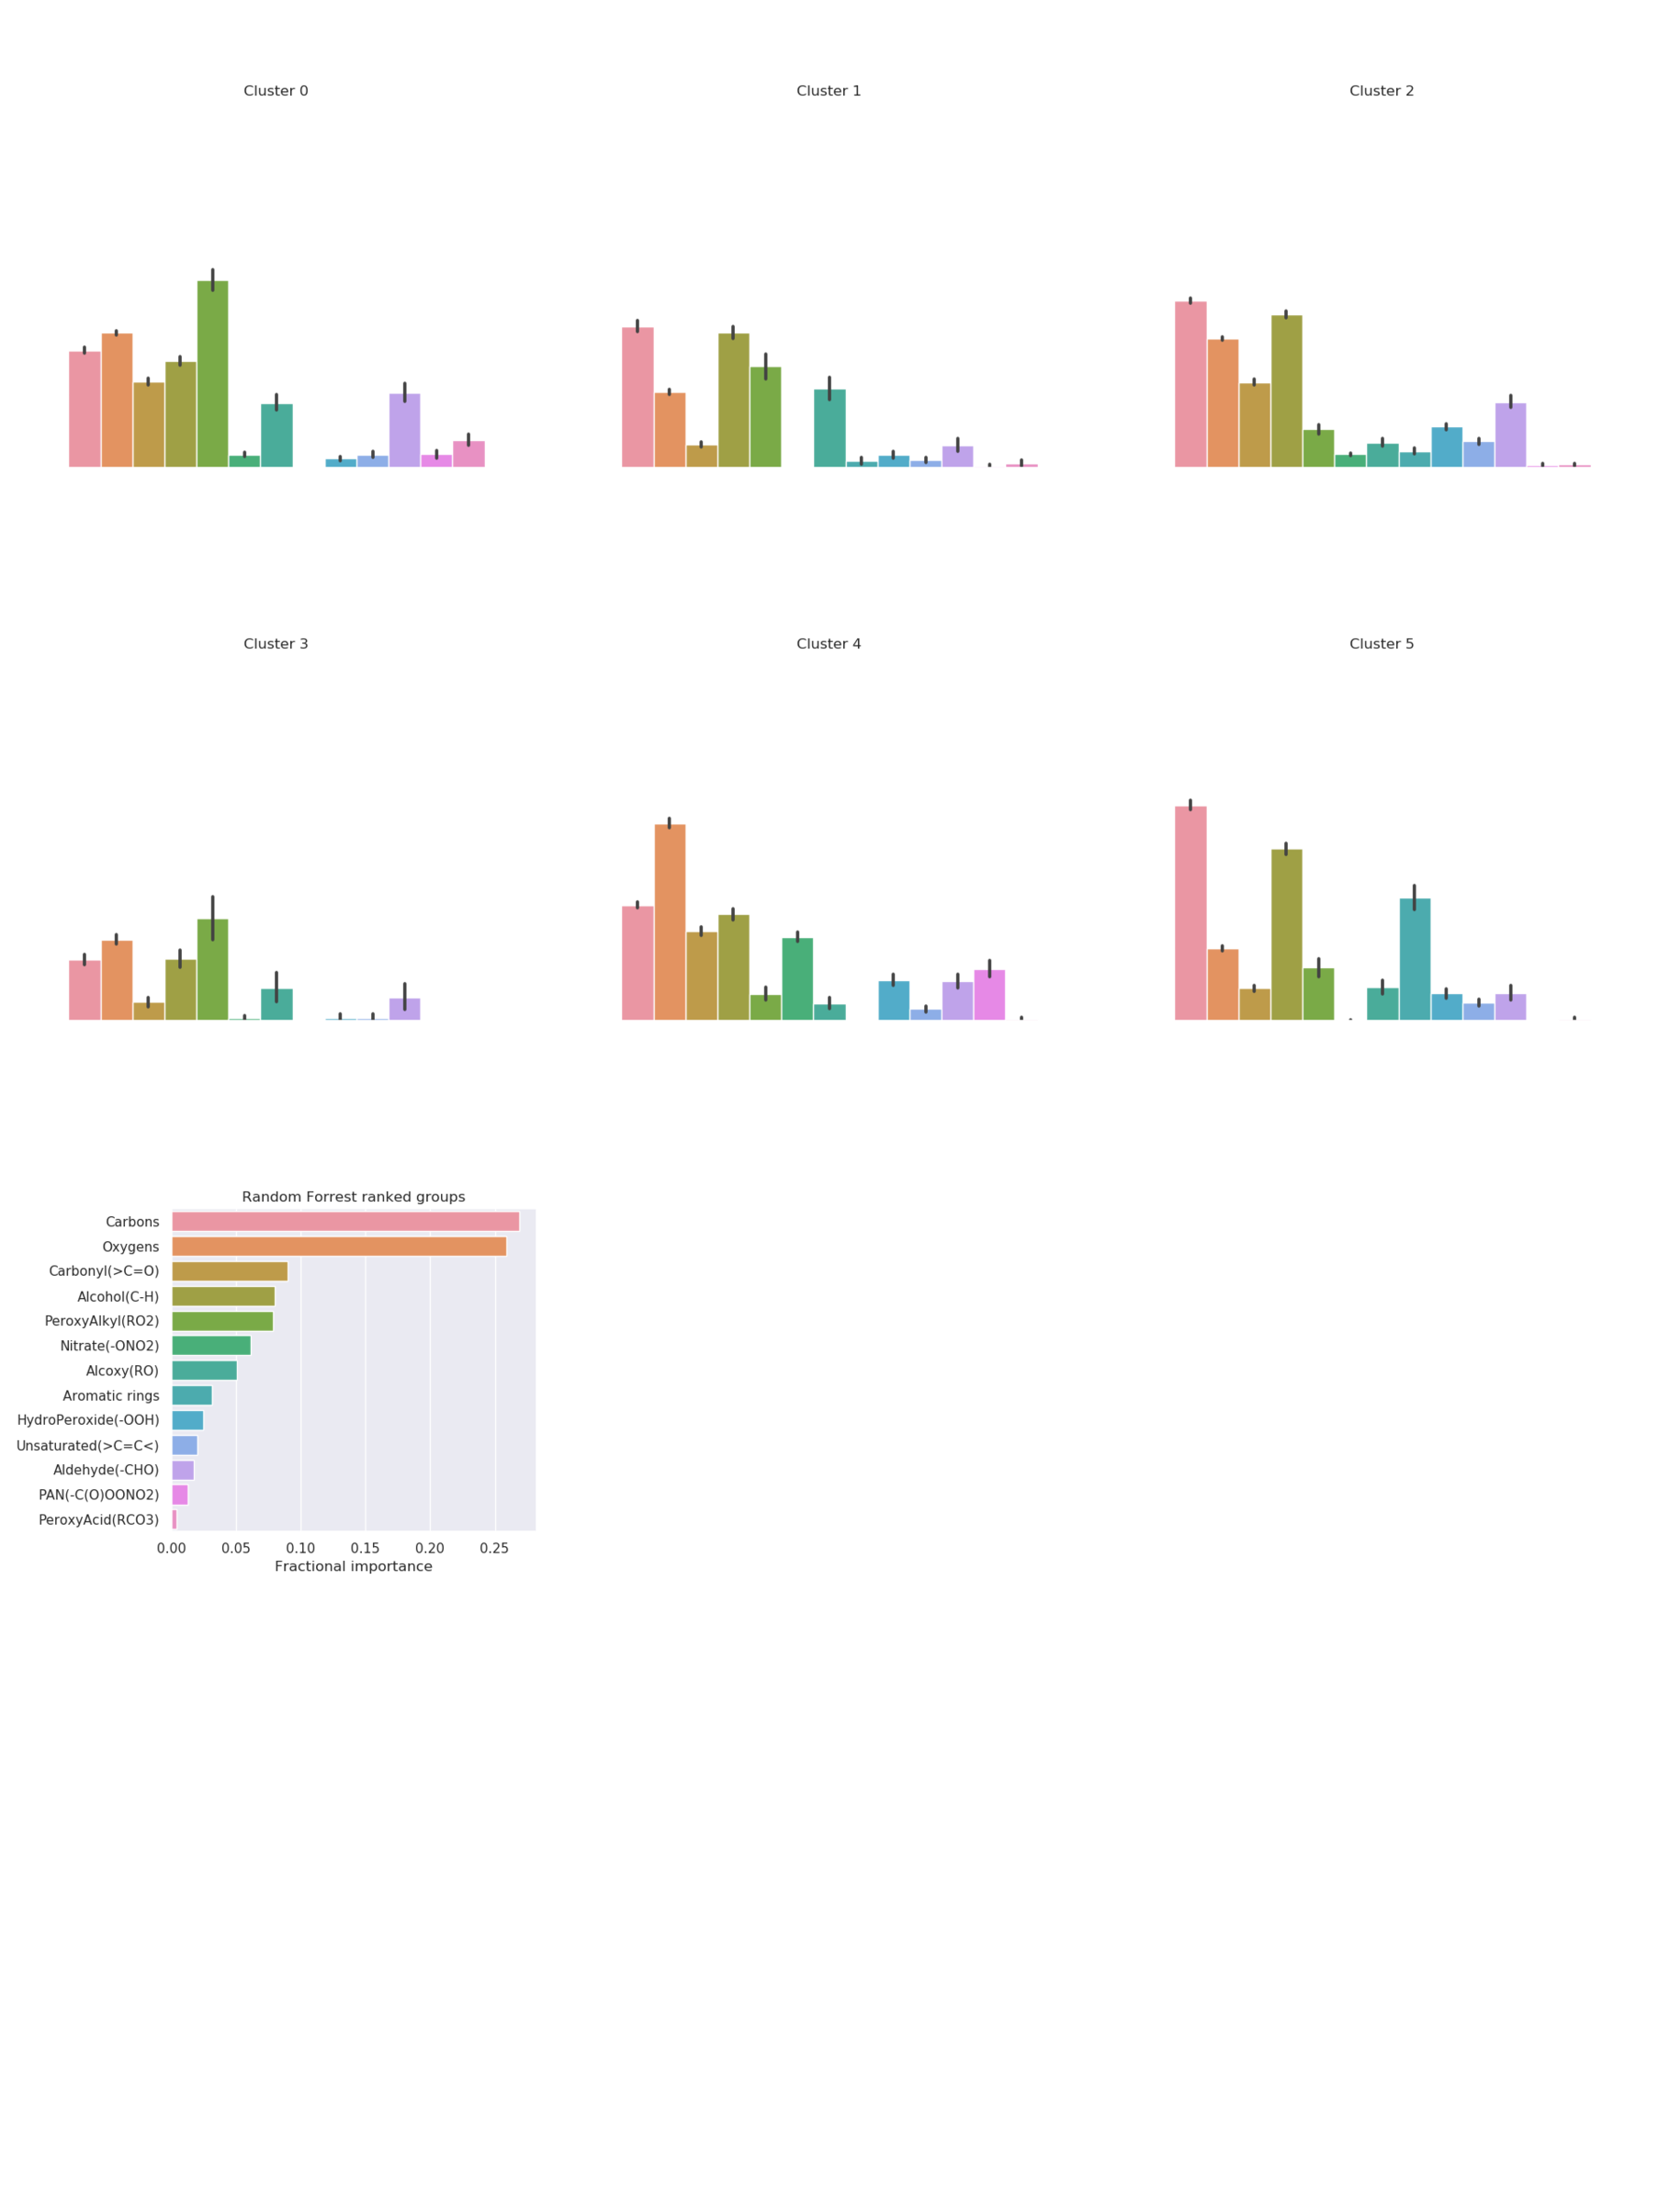 Cluster 0
Cluster 1
Cluster 2
Cluster 3
Cluster 4
Cluster 5
Random Forrest ranked groups
Carbons
Oxygens
Carbonyl(>C=O)
Alcohol(C-H)
PeroxyAlkyl(RO2)
Nitrate(-ONO2)
Alcoxy(RO)
Aromatic rings
HydroPeroxide(-OOH)
Unsaturated(>C=C<)
Aldehyde(-CHO)
PAN(-C(O)OONO2)
PeroxyAcid(RCO3)
0.00 0.05 0.10 0.15 0.20 0.25
Fractional importance